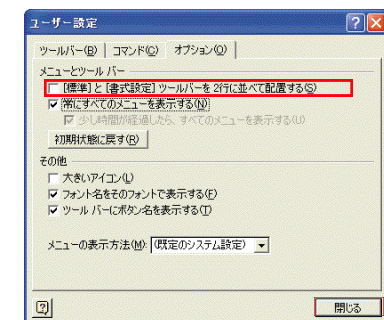 ユーザー設定
ツールバー(B) コマンド(C) オプション(O)
メニューとツール バー
[標準]と[書式設定]ツールバーを 2行に並べて配置する(S)
常にすべてのメニューを表示する(N)
少し時間が経過したら、すべてのメニューを表示する(U)
初期状態に戻す(R)
その他
大きいアイコン(L)
フォント名をそのフォントで表示する(F)
ツール バーにボタン名を表示する(T)
メニューの表示方法(M): (既定のシステム設定)
閉じる